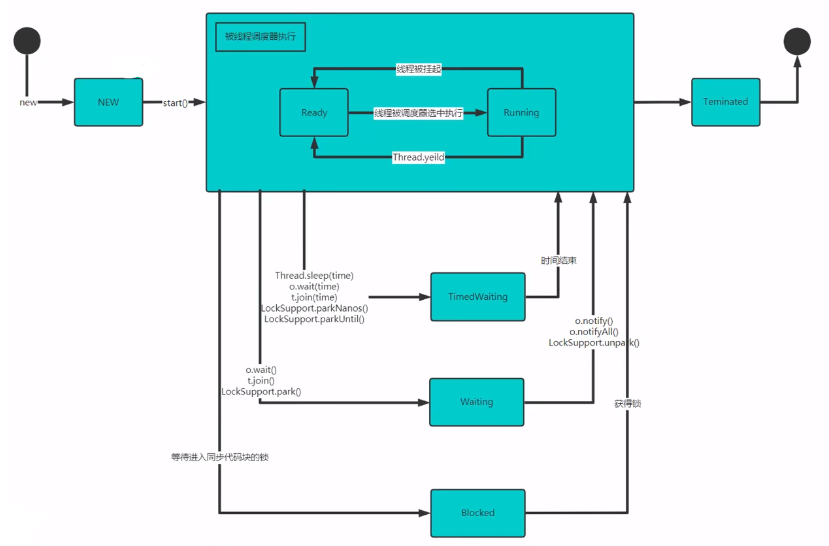 被线程调度器执行
线程被挂起
new
NEW
start()
Ready
线程被调度器选中执行
Running
Teminated
Thread.yeild
Thread.sleep(time)
o.wait(time)
t.join(time)
LockSupport.parkNanos()
LockSupport.parkUntil()
TimedWaiting
时间结束
o.notify()
o.notifyAll()
LockSupport.unpark()
o.wait()
t.join()
LockSupport.park()
Waiting
获得锁
等待进入同步代码块的锁
Blocked